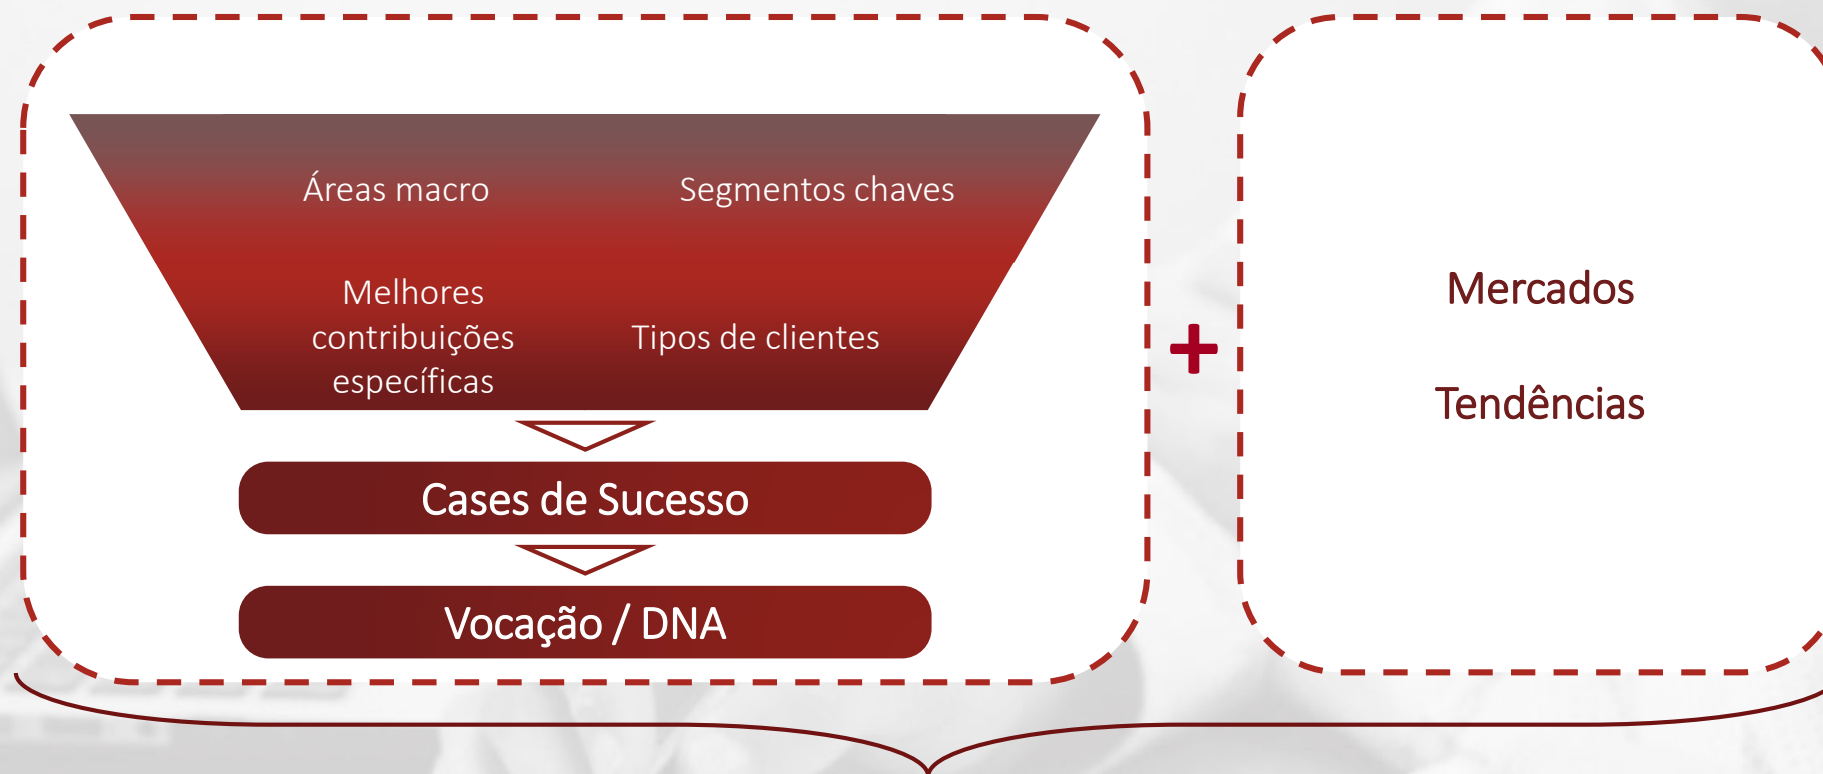 Áreas macro
Segmentos chaves
Melhores
contribuições
específicas
Tipos de clientes
Cases de Sucesso
Vocação / DNA
+
Mercados
Tendências